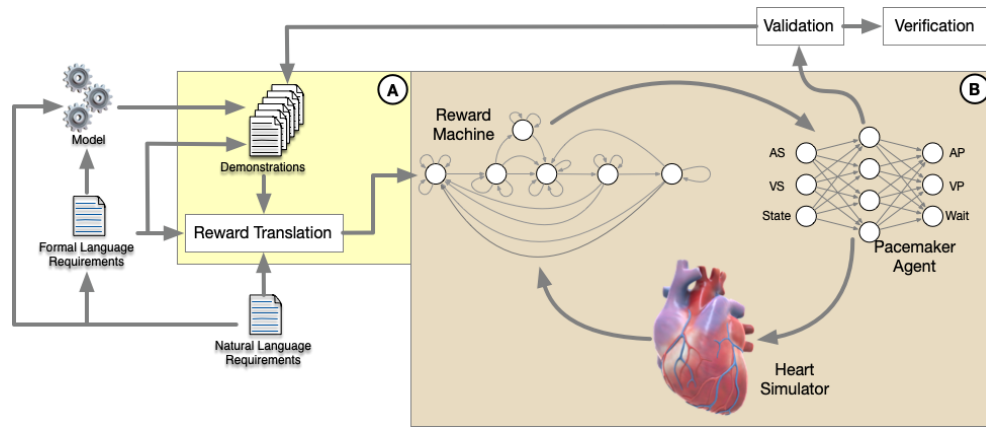 Validation
Verification
A
B
Model
Demonstrations
Reward
Machine
AS
VS
State
AP
VP
Wait
Pacemaker
Agent
Formal Language
Requirements
Reward Translation
Natural Language
Requirements
Heart
Simulator